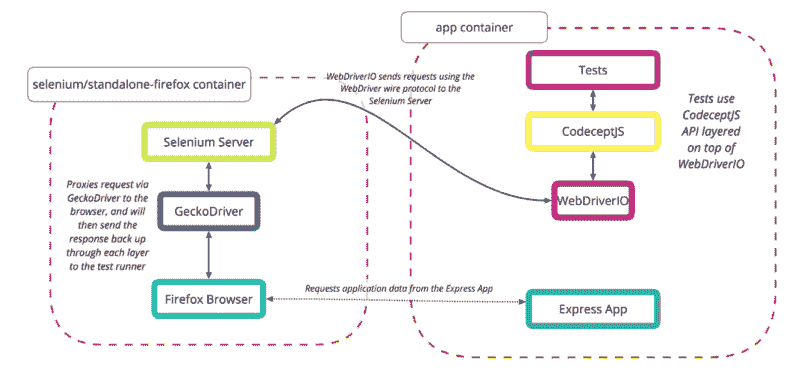 app container
selenium/standalone-firefox container
WebDriverIO sends requests using the
WebDriver wire protocol to the
Selenium Server
Tests
Tests use
CodeceptJS
API layered
on top of
WebDriverIO
CodeceptJS
Selenium Server
WebDriverIO
Proxies request via
GeckoDriver to the
browser, and will
then send the
response back up
through each layer
to the test runner
GeckoDriver
Firefox Browser
Requests application data from the Express App
Express App